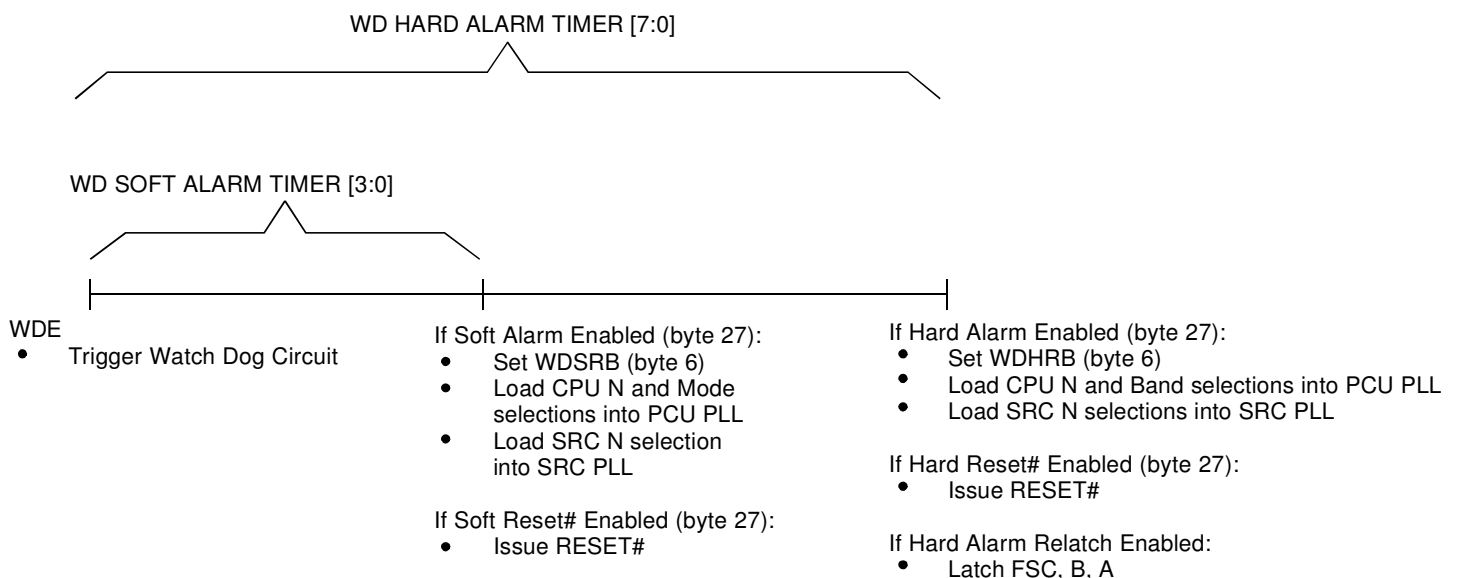 WD HARD ALARM TIMER [7:0]
WD SOFT ALARM TIMER [3:0]
WDE
• Trigger Watch Dog Circuit
If Soft Alarm Enabled (byte 27):
• Set WDSRB (byte 6)
• Load CPU N and Mode
selections into PCU PLL
• Load SRC N selection
into SRC PLL
If Soft Reset# Enabled (byte 27):
• Issue RESET#
If Hard Alarm Enabled (byte 27):
• Set WDHRB (byte 6)
• Load CPU N and Band selections into PCU PLL
• Load SRC N selections into SRC PLL
If Hard Reset# Enabled (byte 27):
• Issue RESET#
If Hard Alarm Relatch Enabled:
• Latch FSC, B, A